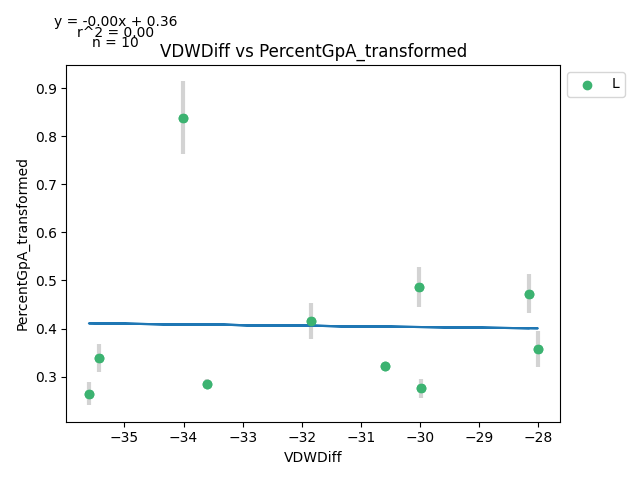 y = -0.00x + 0.36
r^2 = 0.00
n = 10
VDWDiff vs PercentGpA_transformed
L
PercentGpA_transformed
0.9
0.8
0.7
0.6
0.5
0.4
0.3
−35 −34 −33 −32 −31 −30 −29 −28
VDWDiff